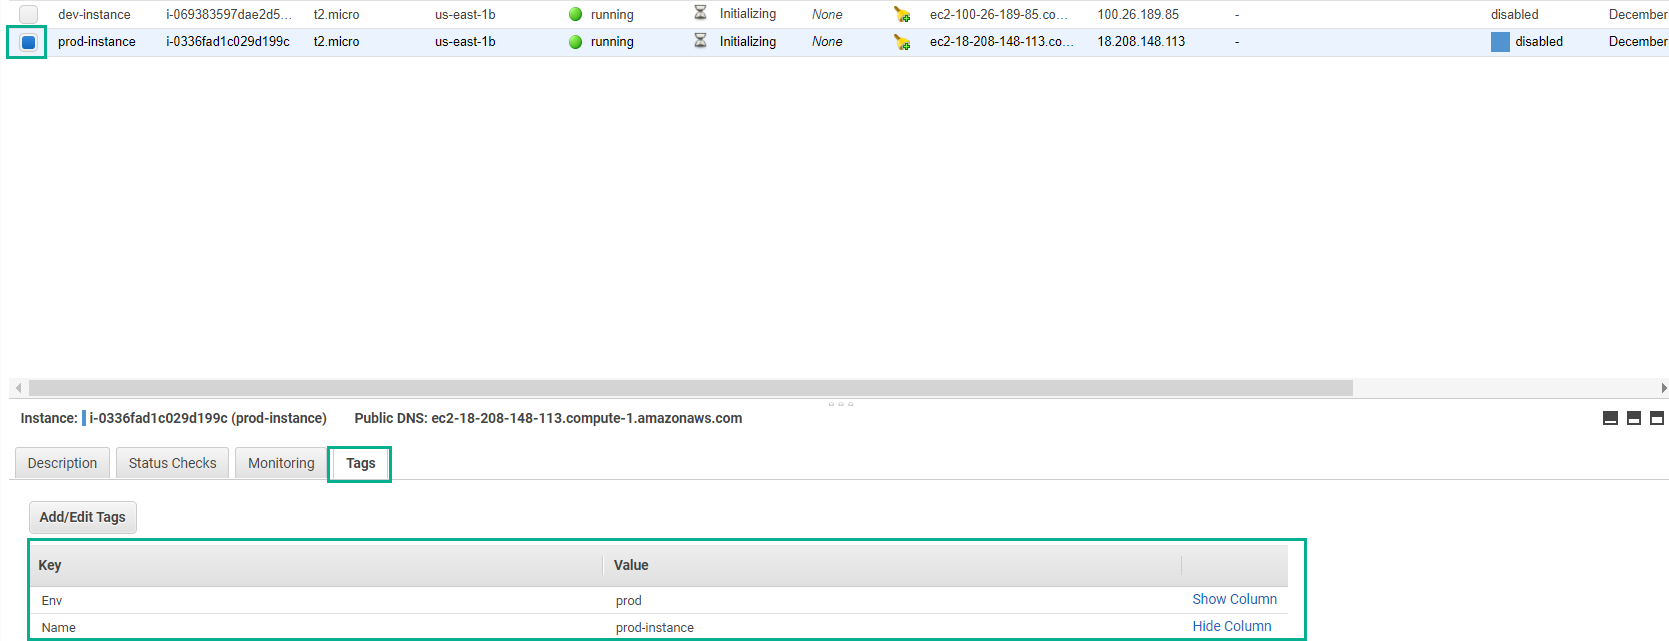 dev-instance i-069383597dae2d5... t2.micro us-east-1b running Initializing None ec2-100-26-189-85.co... 100.26.189.85 - disabled December
prod-instance i-0336fad1c029d199c t2.micro us-east-1b running Initializing None ec2-18-208-148-113.co... 18.208.148.113 - disabled December
Instance: i-0336fad1c029d199c (prod-instance) Public DNS: ec2-18-208-148-113.compute-1.amazonaws.com
Description Status Checks Monitoring Tags
Add/Edit Tags
Key Value
Env prod Show Column
Name prod-instance Hide Column